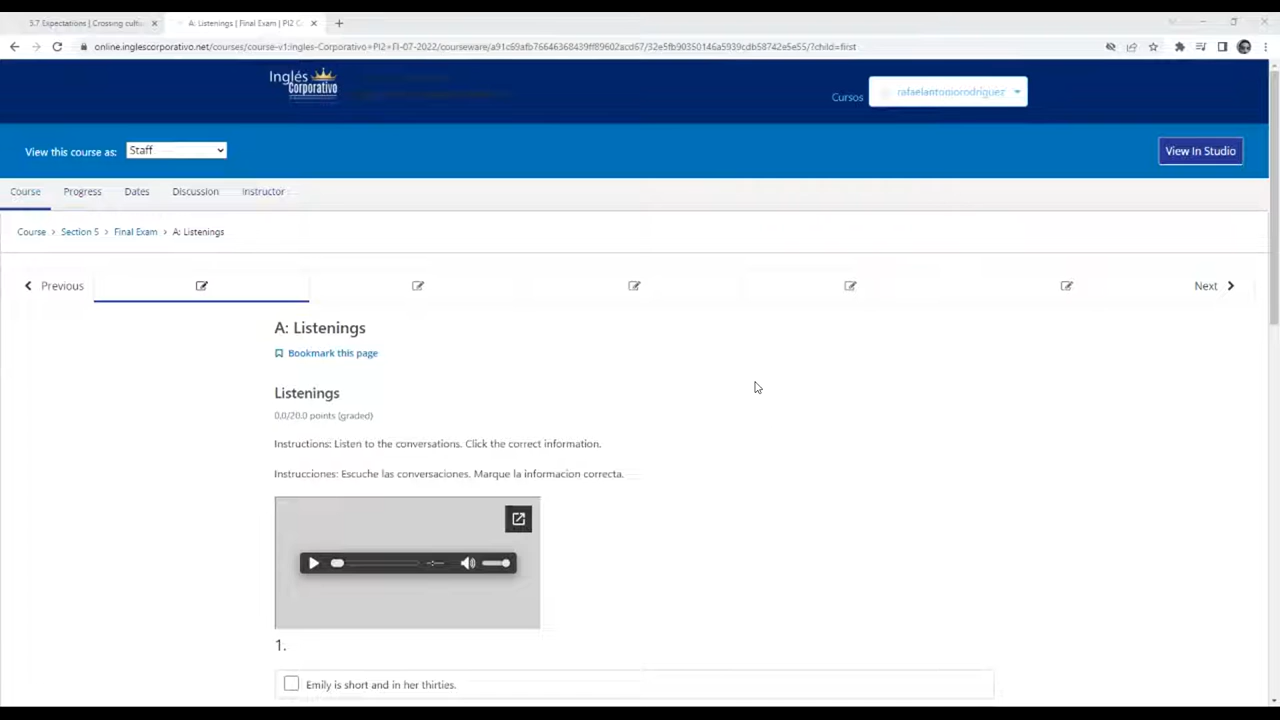 5.7 Expectations | Crossing cultu
A: Listenings | Final Exam | PI2 C
online.inglescorporativo.net/courses/course-v1:Ingles-Corporativo+PI2+П-07-2022/courseware/a91c69afb76646368439ff89602acd67/32e5fb90350146a5939cdb58742e5e55/?child=first
Inglés
Corporativo
Cursos
rafaelantoniorodriguez
View this course as:
Staff
View In Studio
Course
Progress
Dates
Discussion
Instructor
Course > Section 5 > Final Exam > A: Listenings
Previous
Next
A: Listenings
Bookmark this page
Listenings
0,0/20.0 points (graded)
Instructions: Listen to the conversations. Click the correct information.
Instrucciones: Escuche las conversaciones. Marque la informacion correcta.
-:--
1.
Emily is short and in her thirties.